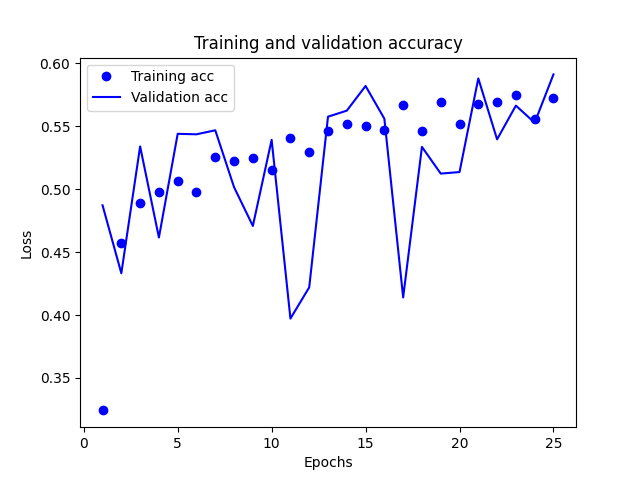 Training and validation accuracy
Training acc
Validation acc
0.60
0.55
0.50
0.45
0.40
0.35
Loss
0
5
10
15
20
25
Epochs